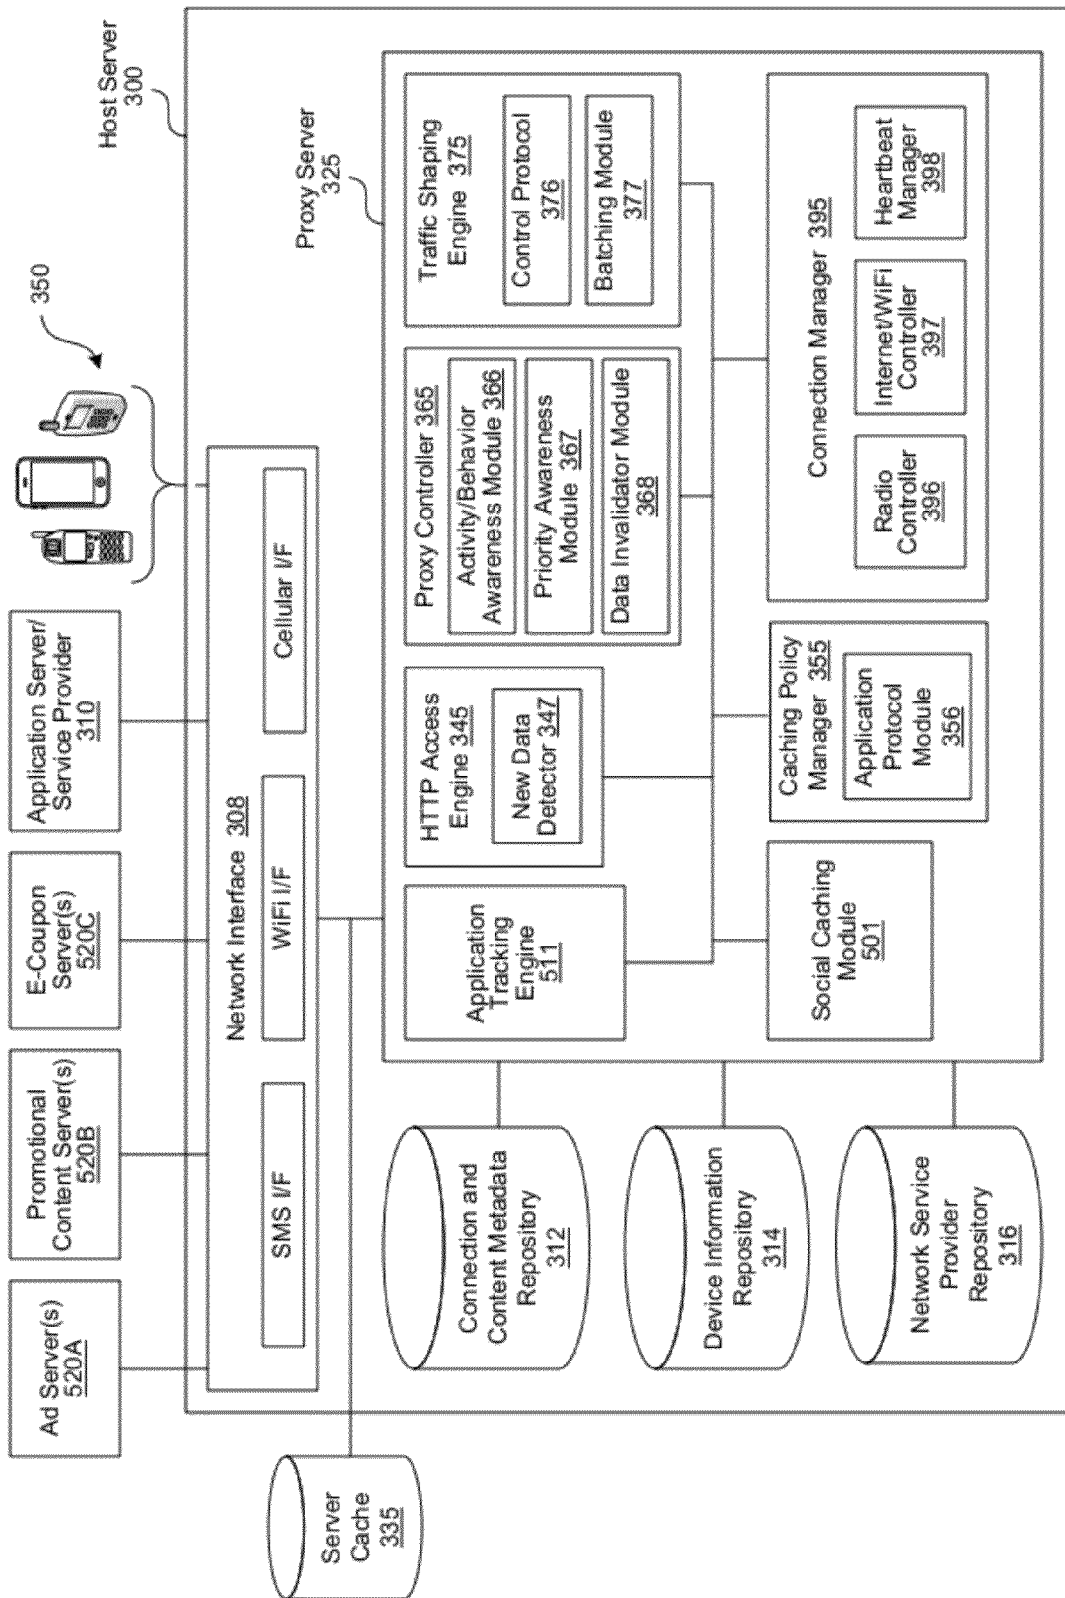 Ad Server(s)
520A
Promotional
Content Server(s)
520B
E-Coupon
Server(s)
520C
Application Server/
Service Provider
310
350
Host Server
300
Network Interface 308
SMS I/F
WiFi I/F
Cellular I/F
Server
Cache
335
Proxy Server
325
Connection and
Content Metadata
Repository
312
Device Information
Repository
314
Network Service
Provider
Repository
316
Application
Tracking
Engine
511
HTTP Access
Engine 345
New Data
Detector 347
Proxy Controller 365
Activity/Behavior
Awareness Module 366
Priority Awareness
Module 367
Data Invalidator Module
368
Traffic Shaping
Engine 375
Control Protocol
376
Batching Module
377
Social Caching
Module
501
Caching Policy
Manager 355
Application
Protocol
Module
356
Connection Manager 395
Radio
Controller
396
Internet/WiFi
Controller
397
Heartbeat
Manager
398